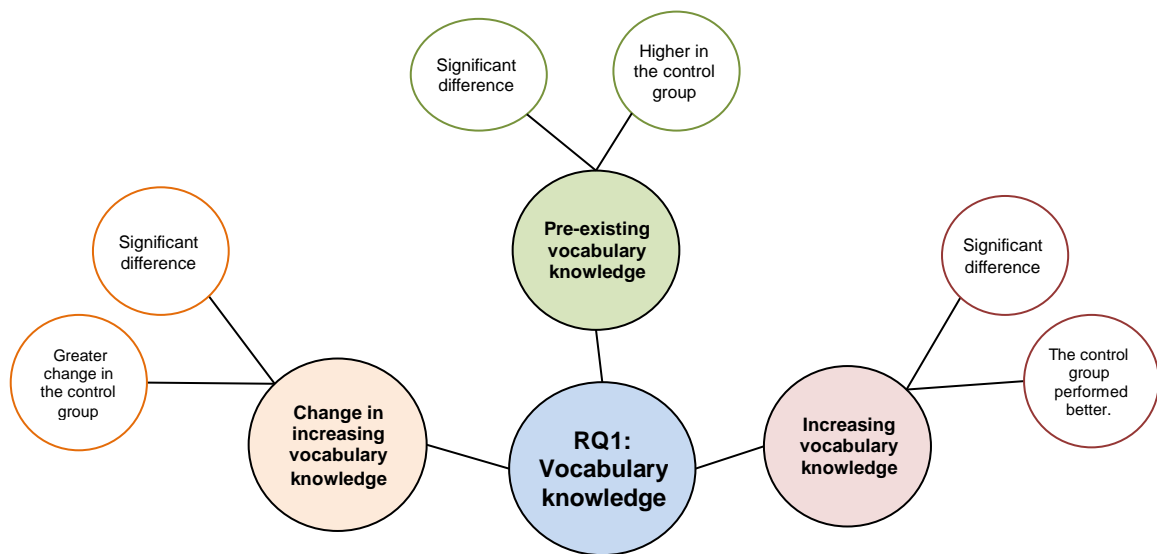 Significant
difference
Higher in
the control
group
Pre-existing
vocabulary
knowledge
Significant
difference
Greater
change in
the control
group
Change in
increasing
vocabulary
knowledge
RQ1:
Vocabulary
knowledge
Increasing
vocabulary
knowledge
Significant
difference
The control
group
performed
better.